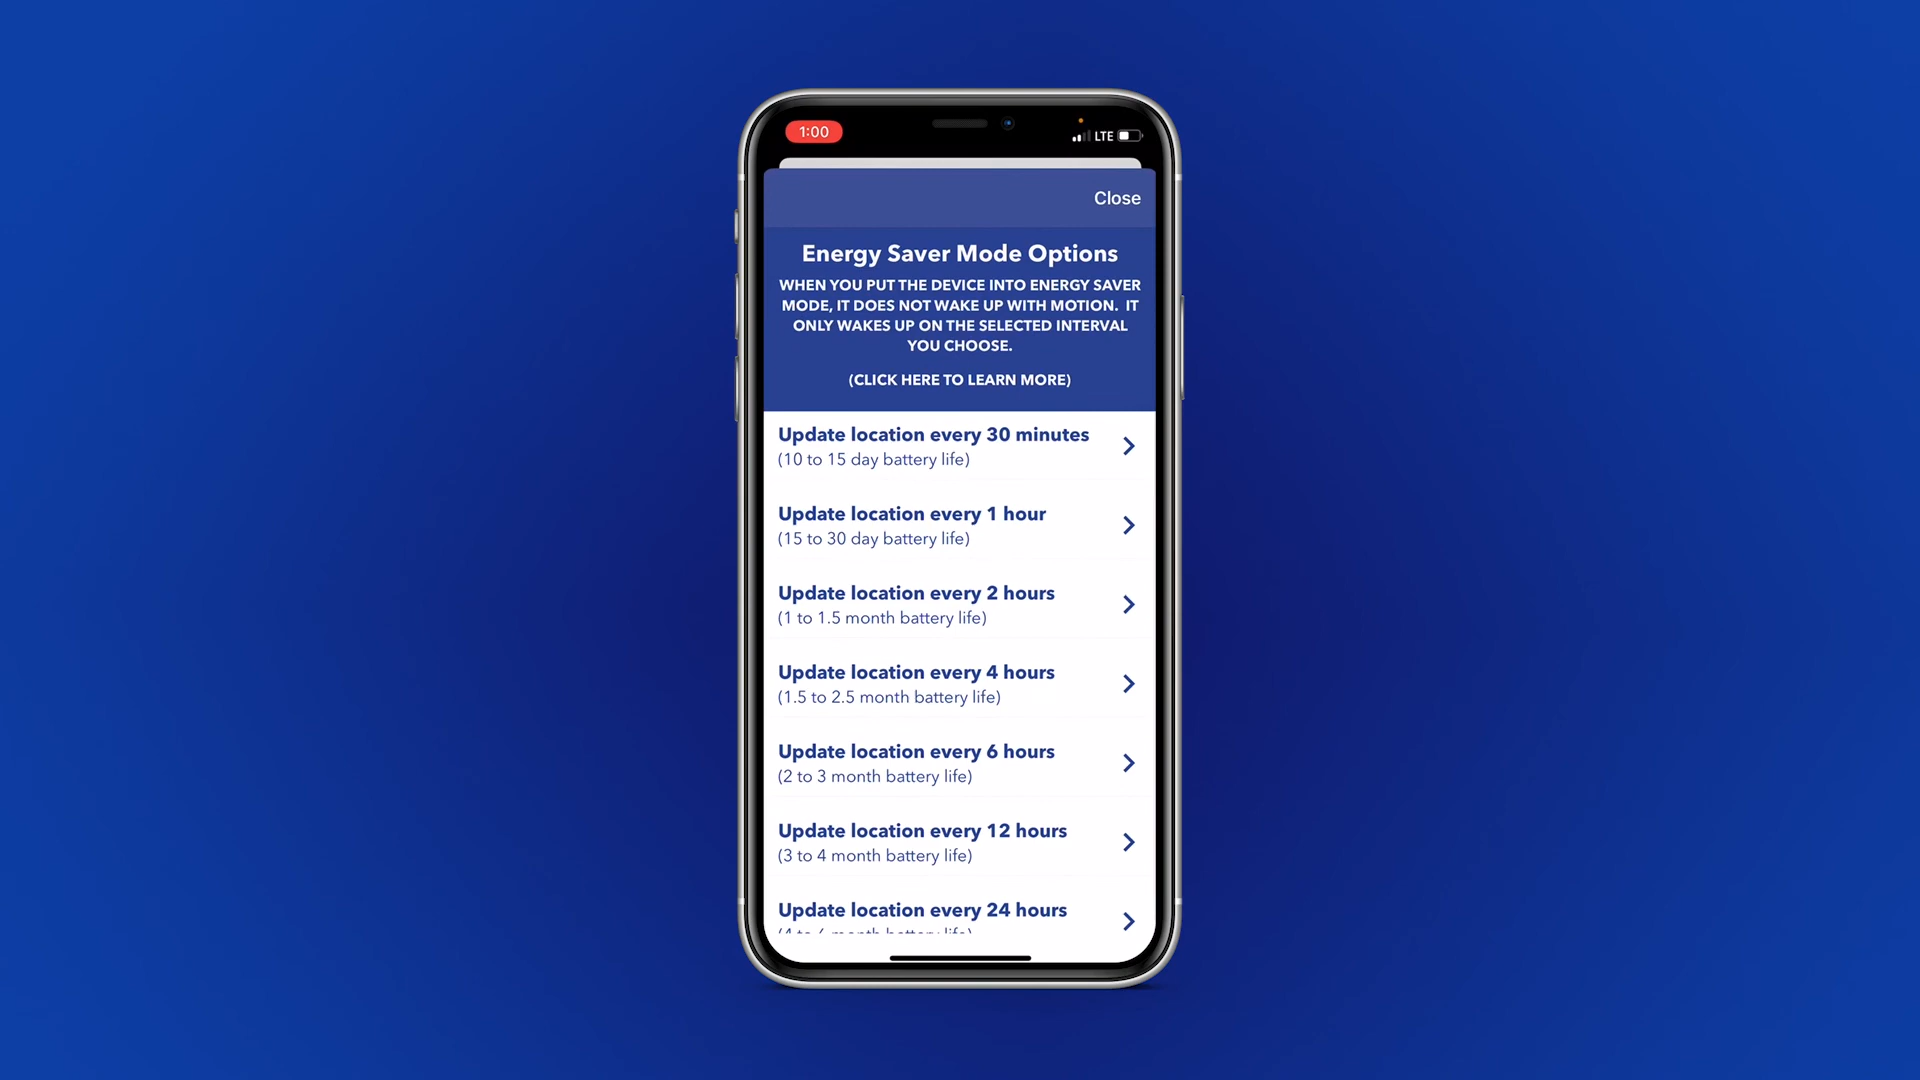 1:00
LTE
Close
Energy Saver Mode Options
WHEN YOU PUT THE DEVICE INTO ENERGY SAVER
MODE, IT DOES NOT WAKE UP WITH MOTION. IT
ONLY WAKES UP ON THE SELECTED INTERVAL
YOU CHOOSE.
(CLICK HERE TO LEARN MORE)
Update location every 30 minutes
(10 to 15 day battery life)
Update location every 1 hour
(15 to 30 day battery life)
Update location every 2 hours
(1 to 1.5 month battery life)
Update location every 4 hours
(1.5 to 2.5 month battery life)
Update location every 6 hours
(2 to 3 month battery life)
Update location every 12 hours
(3 to 4 month battery life)
Update location every 24 hours